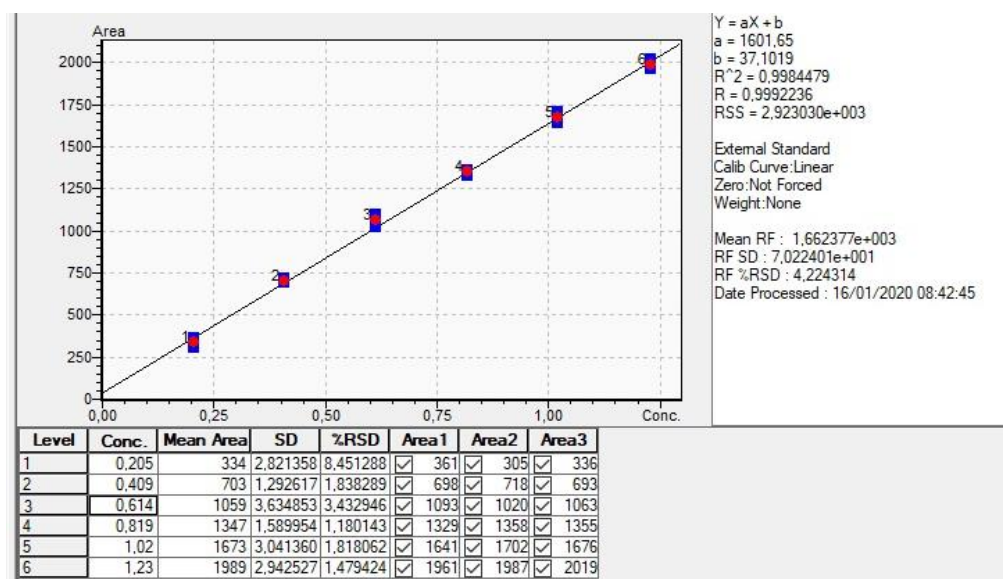 Area
2000
1750
1500
1250
1000
750
500
250
0
0,00 0,25 0,50 0,75 1,00 Conc.
1
2
3
4
5
6
Y = aX + b
a = 1601,65
b = 37,1019
R^2 = 0,9984479
R = 0,9992236
RSS = 2,923030e+003
External Standard
Calib Curve:Linear
Zero:Not Forced
Weight:None
Mean RF : 1,662377e+003
RF SD : 7,022401e+001
RF %RSD : 4,224314
Date Processed : 16/01/2020 08:42:45
Level Conc. Mean Area SD %RSD Area1 Area2 Area3
1 0,205 334 2,821358 8,451288 361 305 336
2 0,409 703 1,292617 1,838289 698 718 693
3 0,614 1059 3,634853 3,432946 1093 1020 1063
4 0,819 1347 1,589954 1,180143 1329 1358 1355
5 1,02 1673 3,041360 1,818062 1641 1702 1676
6 1,23 1989 2,942527 1,479424 1961 1987 2019